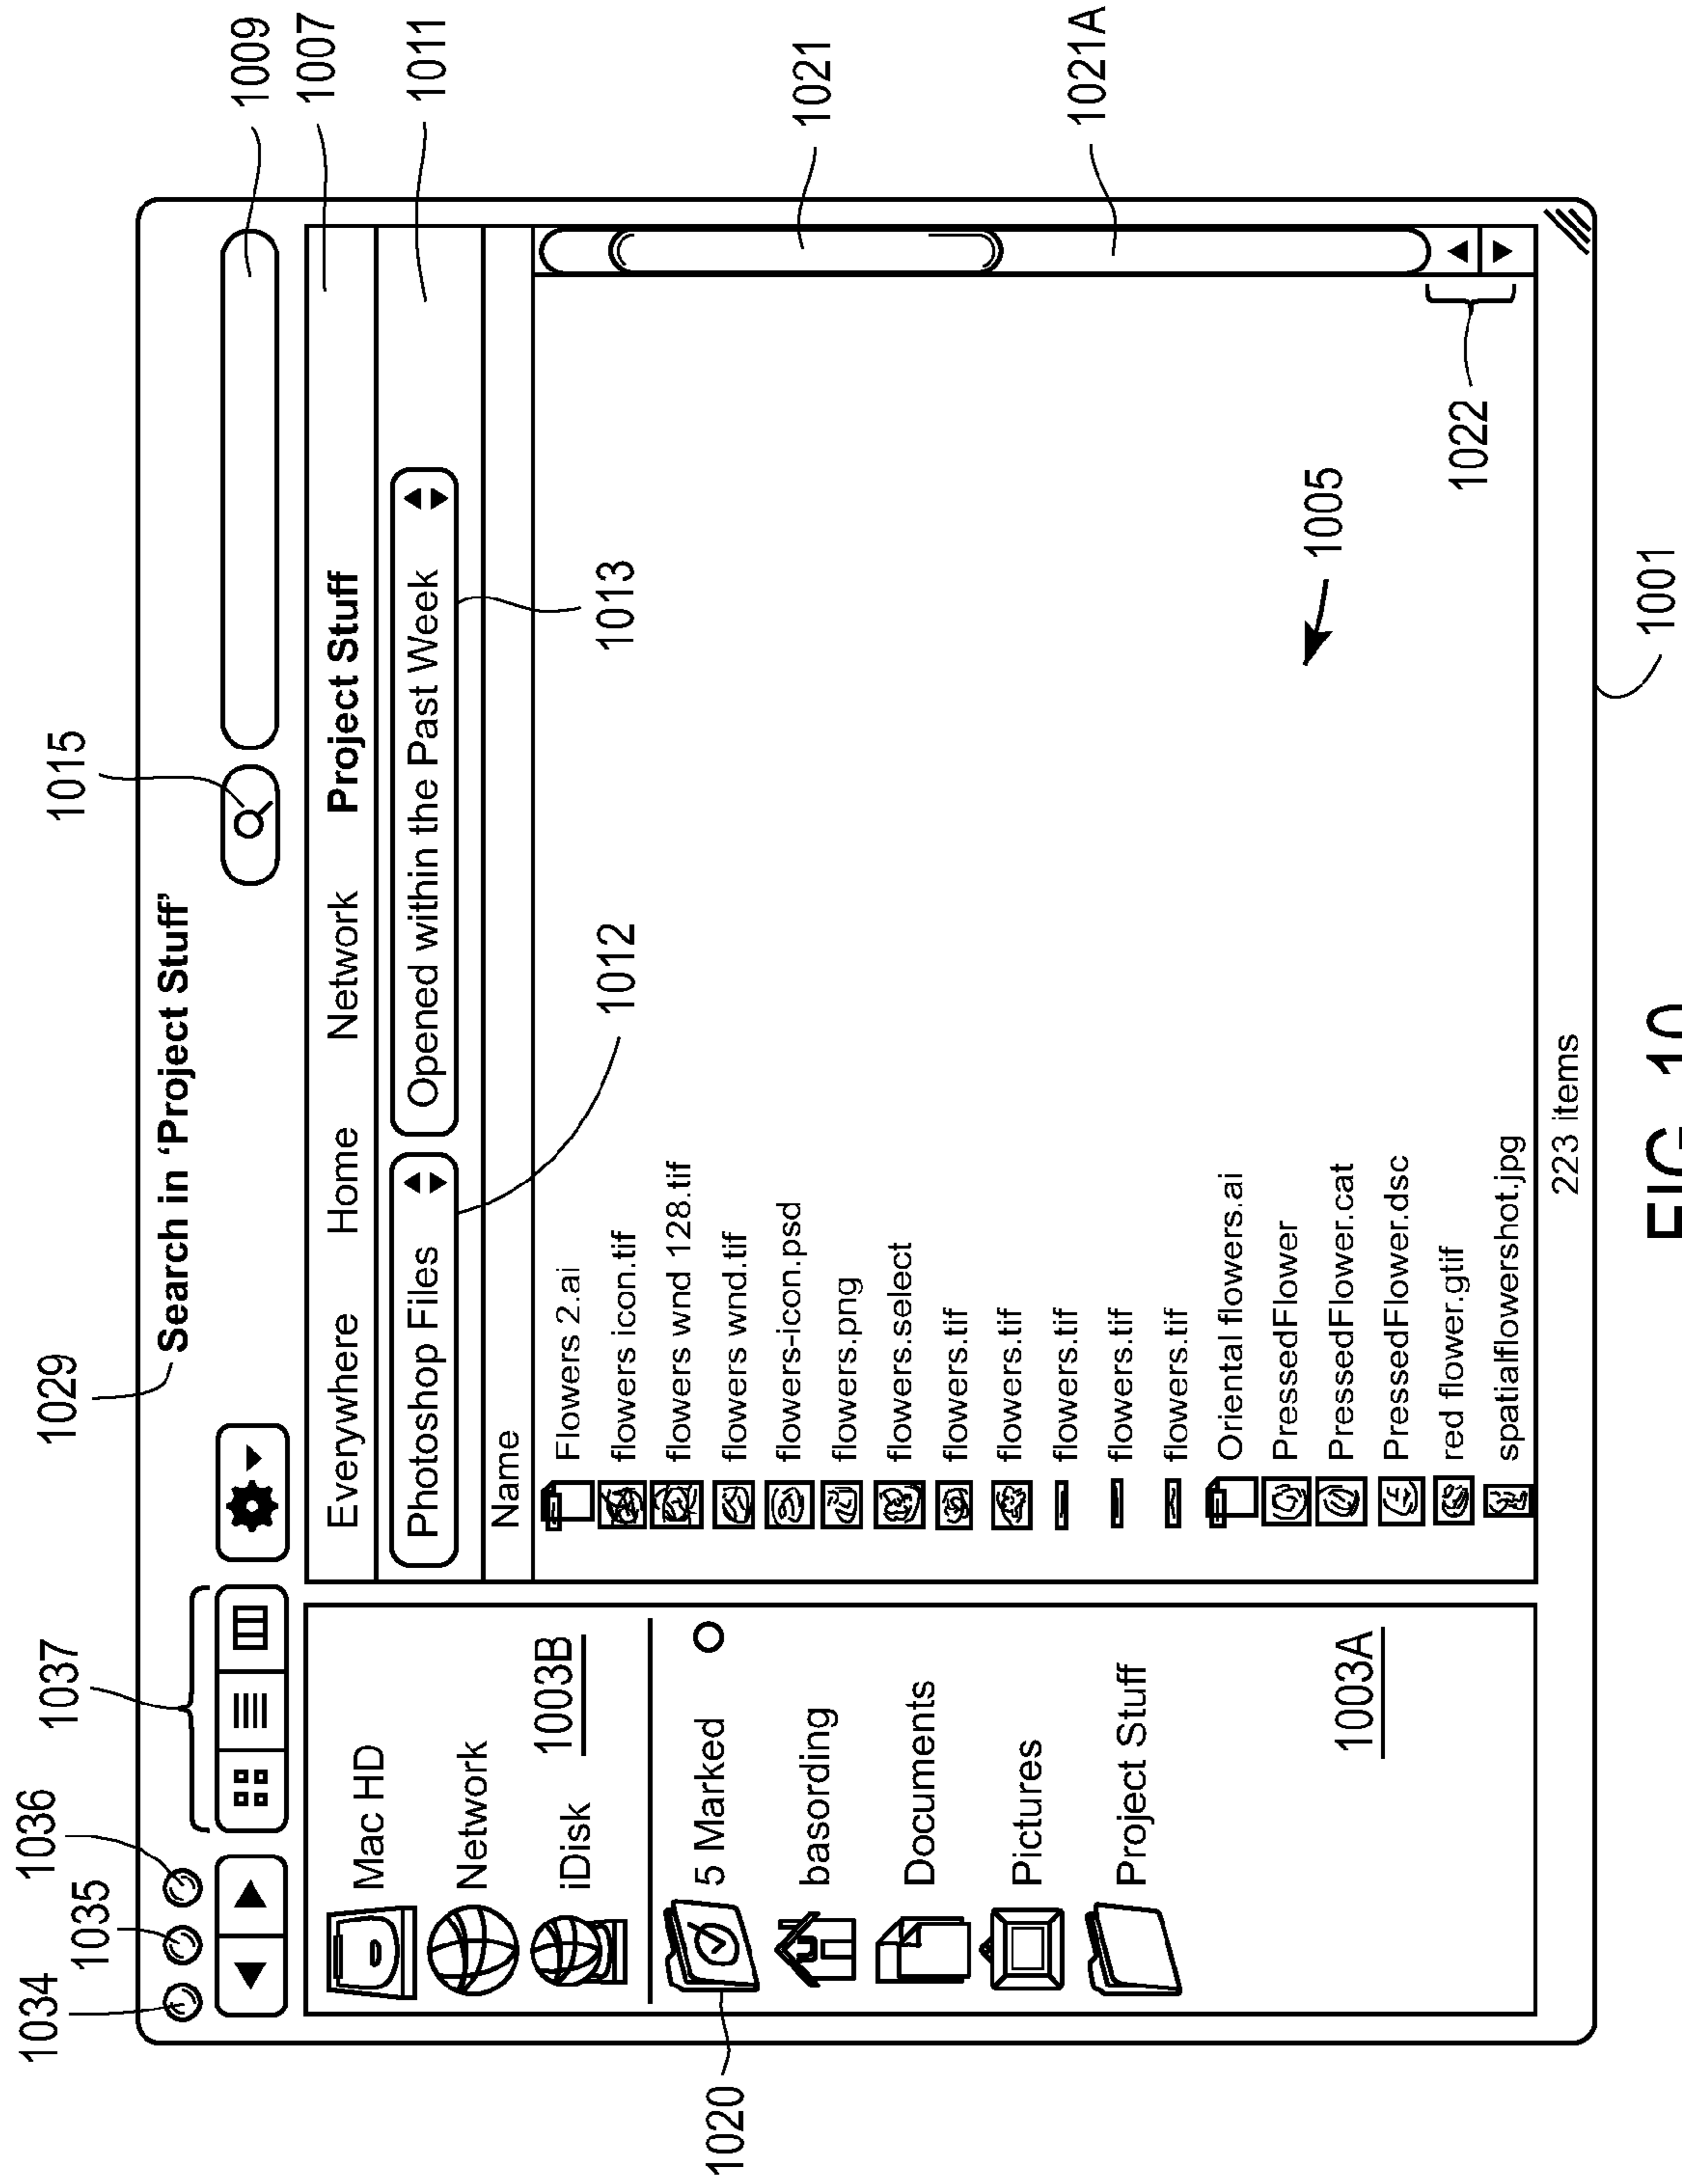 1029
Search in ‘Project Stuff’
1034
1035
1036
1037
1015
1009
1007
Everywhere Home Network Project Stuff
1011
Photoshop Files Opened within the Past Week
1012
1013
Name
Mac HD
Network
iDisk
1003B
1020
5 Marked
basording
Documents
Pictures
Project Stuff
1003A
Flowers 2.ai
flowers icon.tif
flowers wnd 128.tif
flowers wnd.tif
flowers-icon.psd
flowers.png
flowers.select
flowers.tif
flowers.tif
flowers.tif
flowers.tif
flowers.tif
Oriental flowers.ai
PressedFlower
PressedFlower.cat
PressedFlower.dsc
red flower.gtif
spatialflowershot.jpg
1021
1021A
1005
1022
223 items
1001
FIG. 10